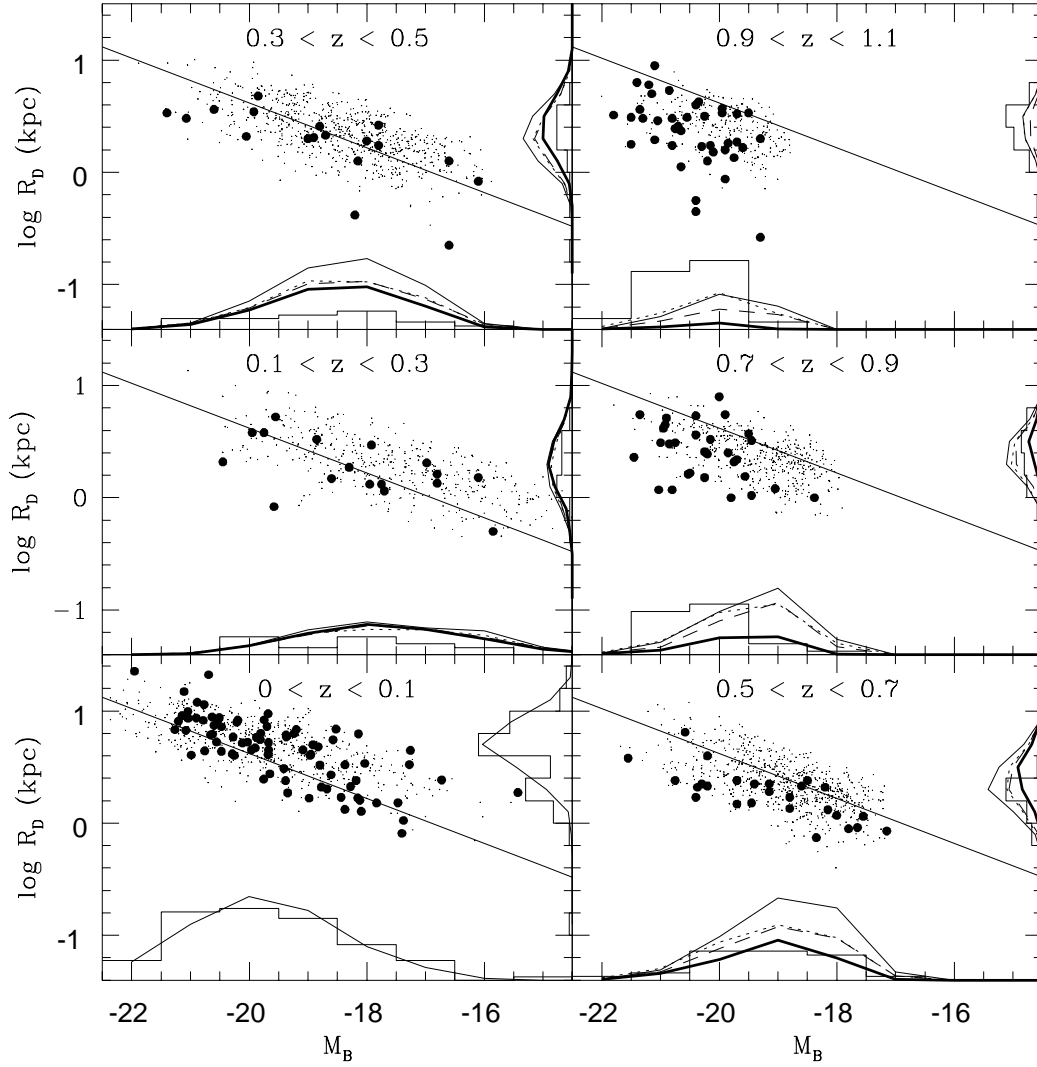 0.3 < z < 0.5
0.9 < z < 1.1
1
0
-1
log R_D (kpc)
0.1 < z < 0.3
0.7 < z < 0.9
1
0
-1
log R_D (kpc)
0 < z < 0.1
0.5 < z < 0.7
1
0
-1
log R_D (kpc)
-22 -20 -18 -16 -22 -20 -18 -16
M_B M_B